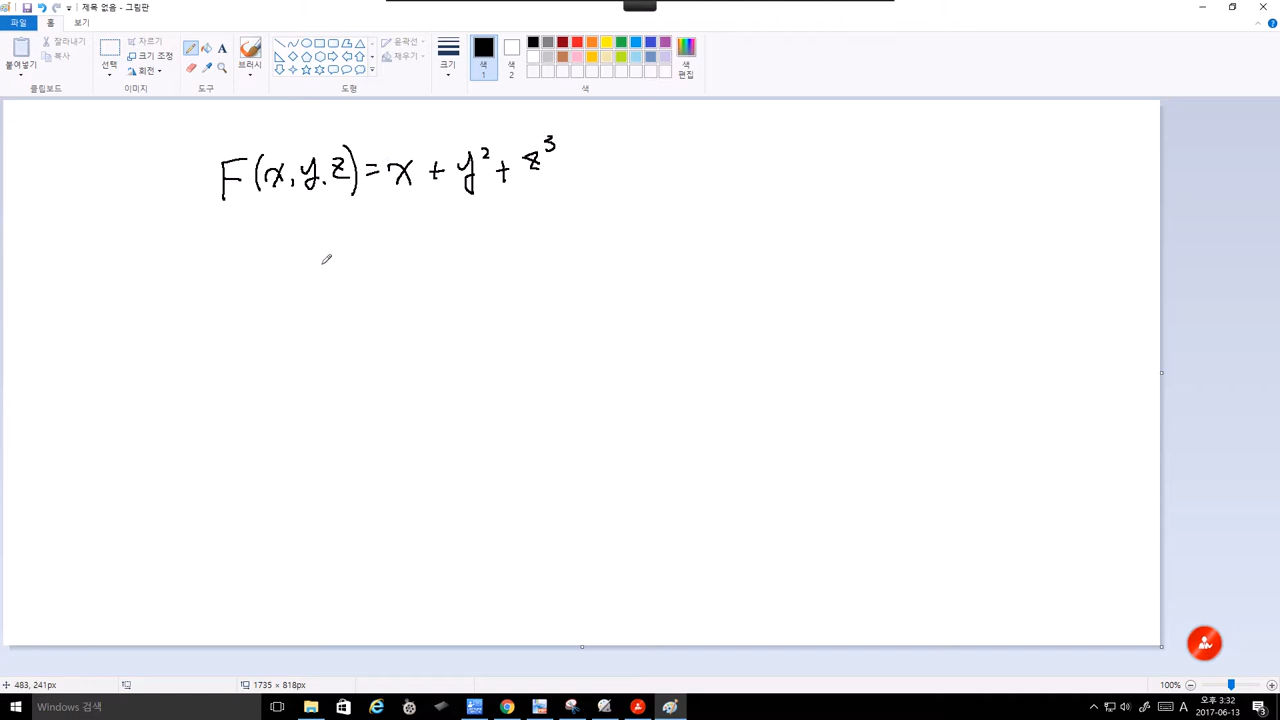 제목 없음 - 그림판
파일 홈 보기
붙여넣기 잘라내기 복사 선택 자르기 크기 조정 회전 A 브러시 윤곽선 채우기 크기 색 1 색 2 색 편집
클립보드 이미지 도구 도형 색
F(x,y,z)=x+y²+z³
483, 241px 1735 × 818px 100%
Windows 검색 A 오후 3:32
2017-06-13